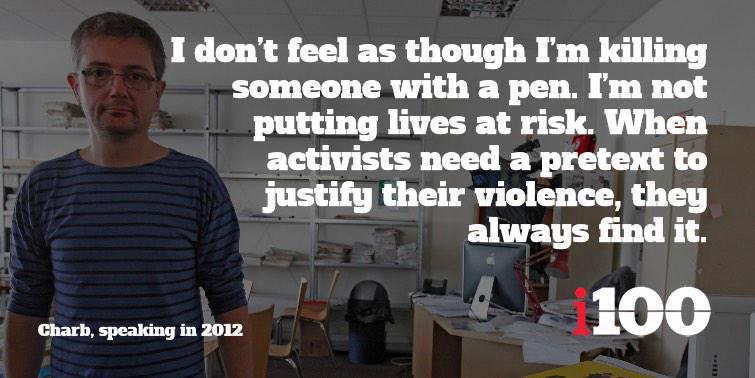 I don't feel as though I'm killing
someone with a pen. I'm not
putting lives at risk. When
activists need a pretext to
justify their violence, they
always find it.
i100
Charb, speaking in 2012